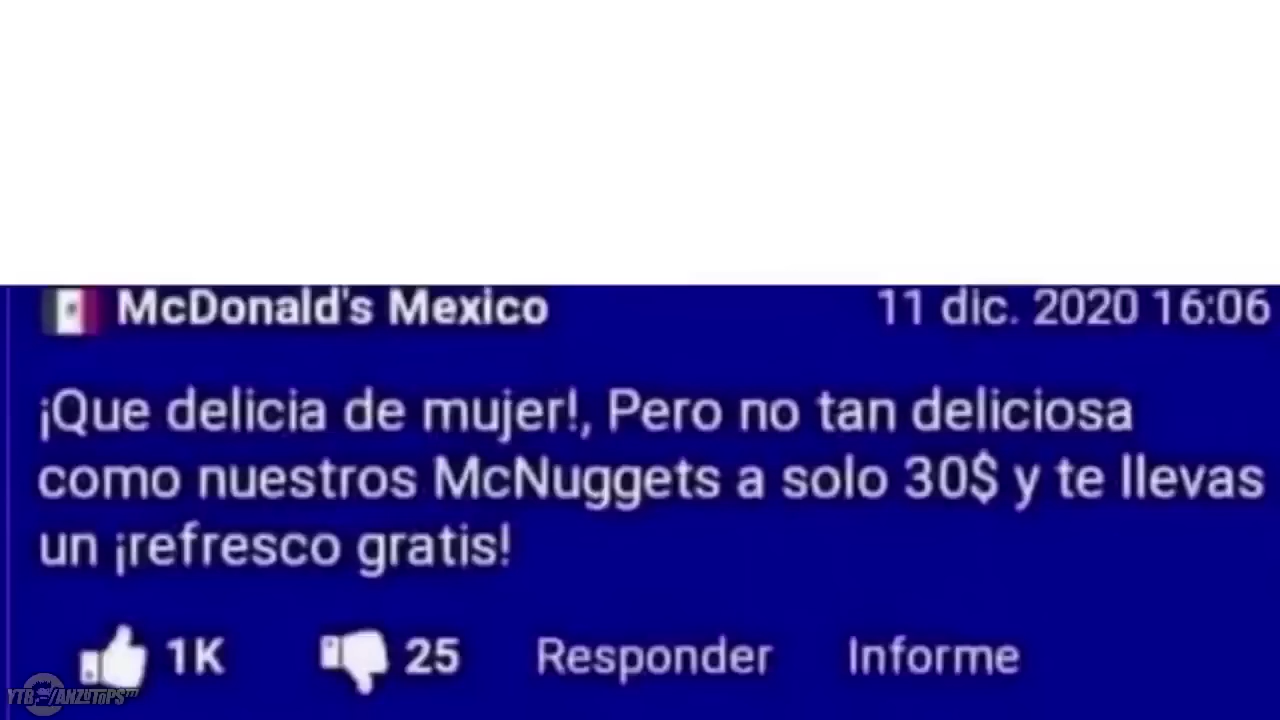 McDonald's Mexico 11 dic. 2020 16:06
¡Que delicia de mujer!, Pero no tan deliciosa
como nuestros McNuggets a solo 30$ y te llevas
un ¡refresco gratis!
1K 25 Responder Informe